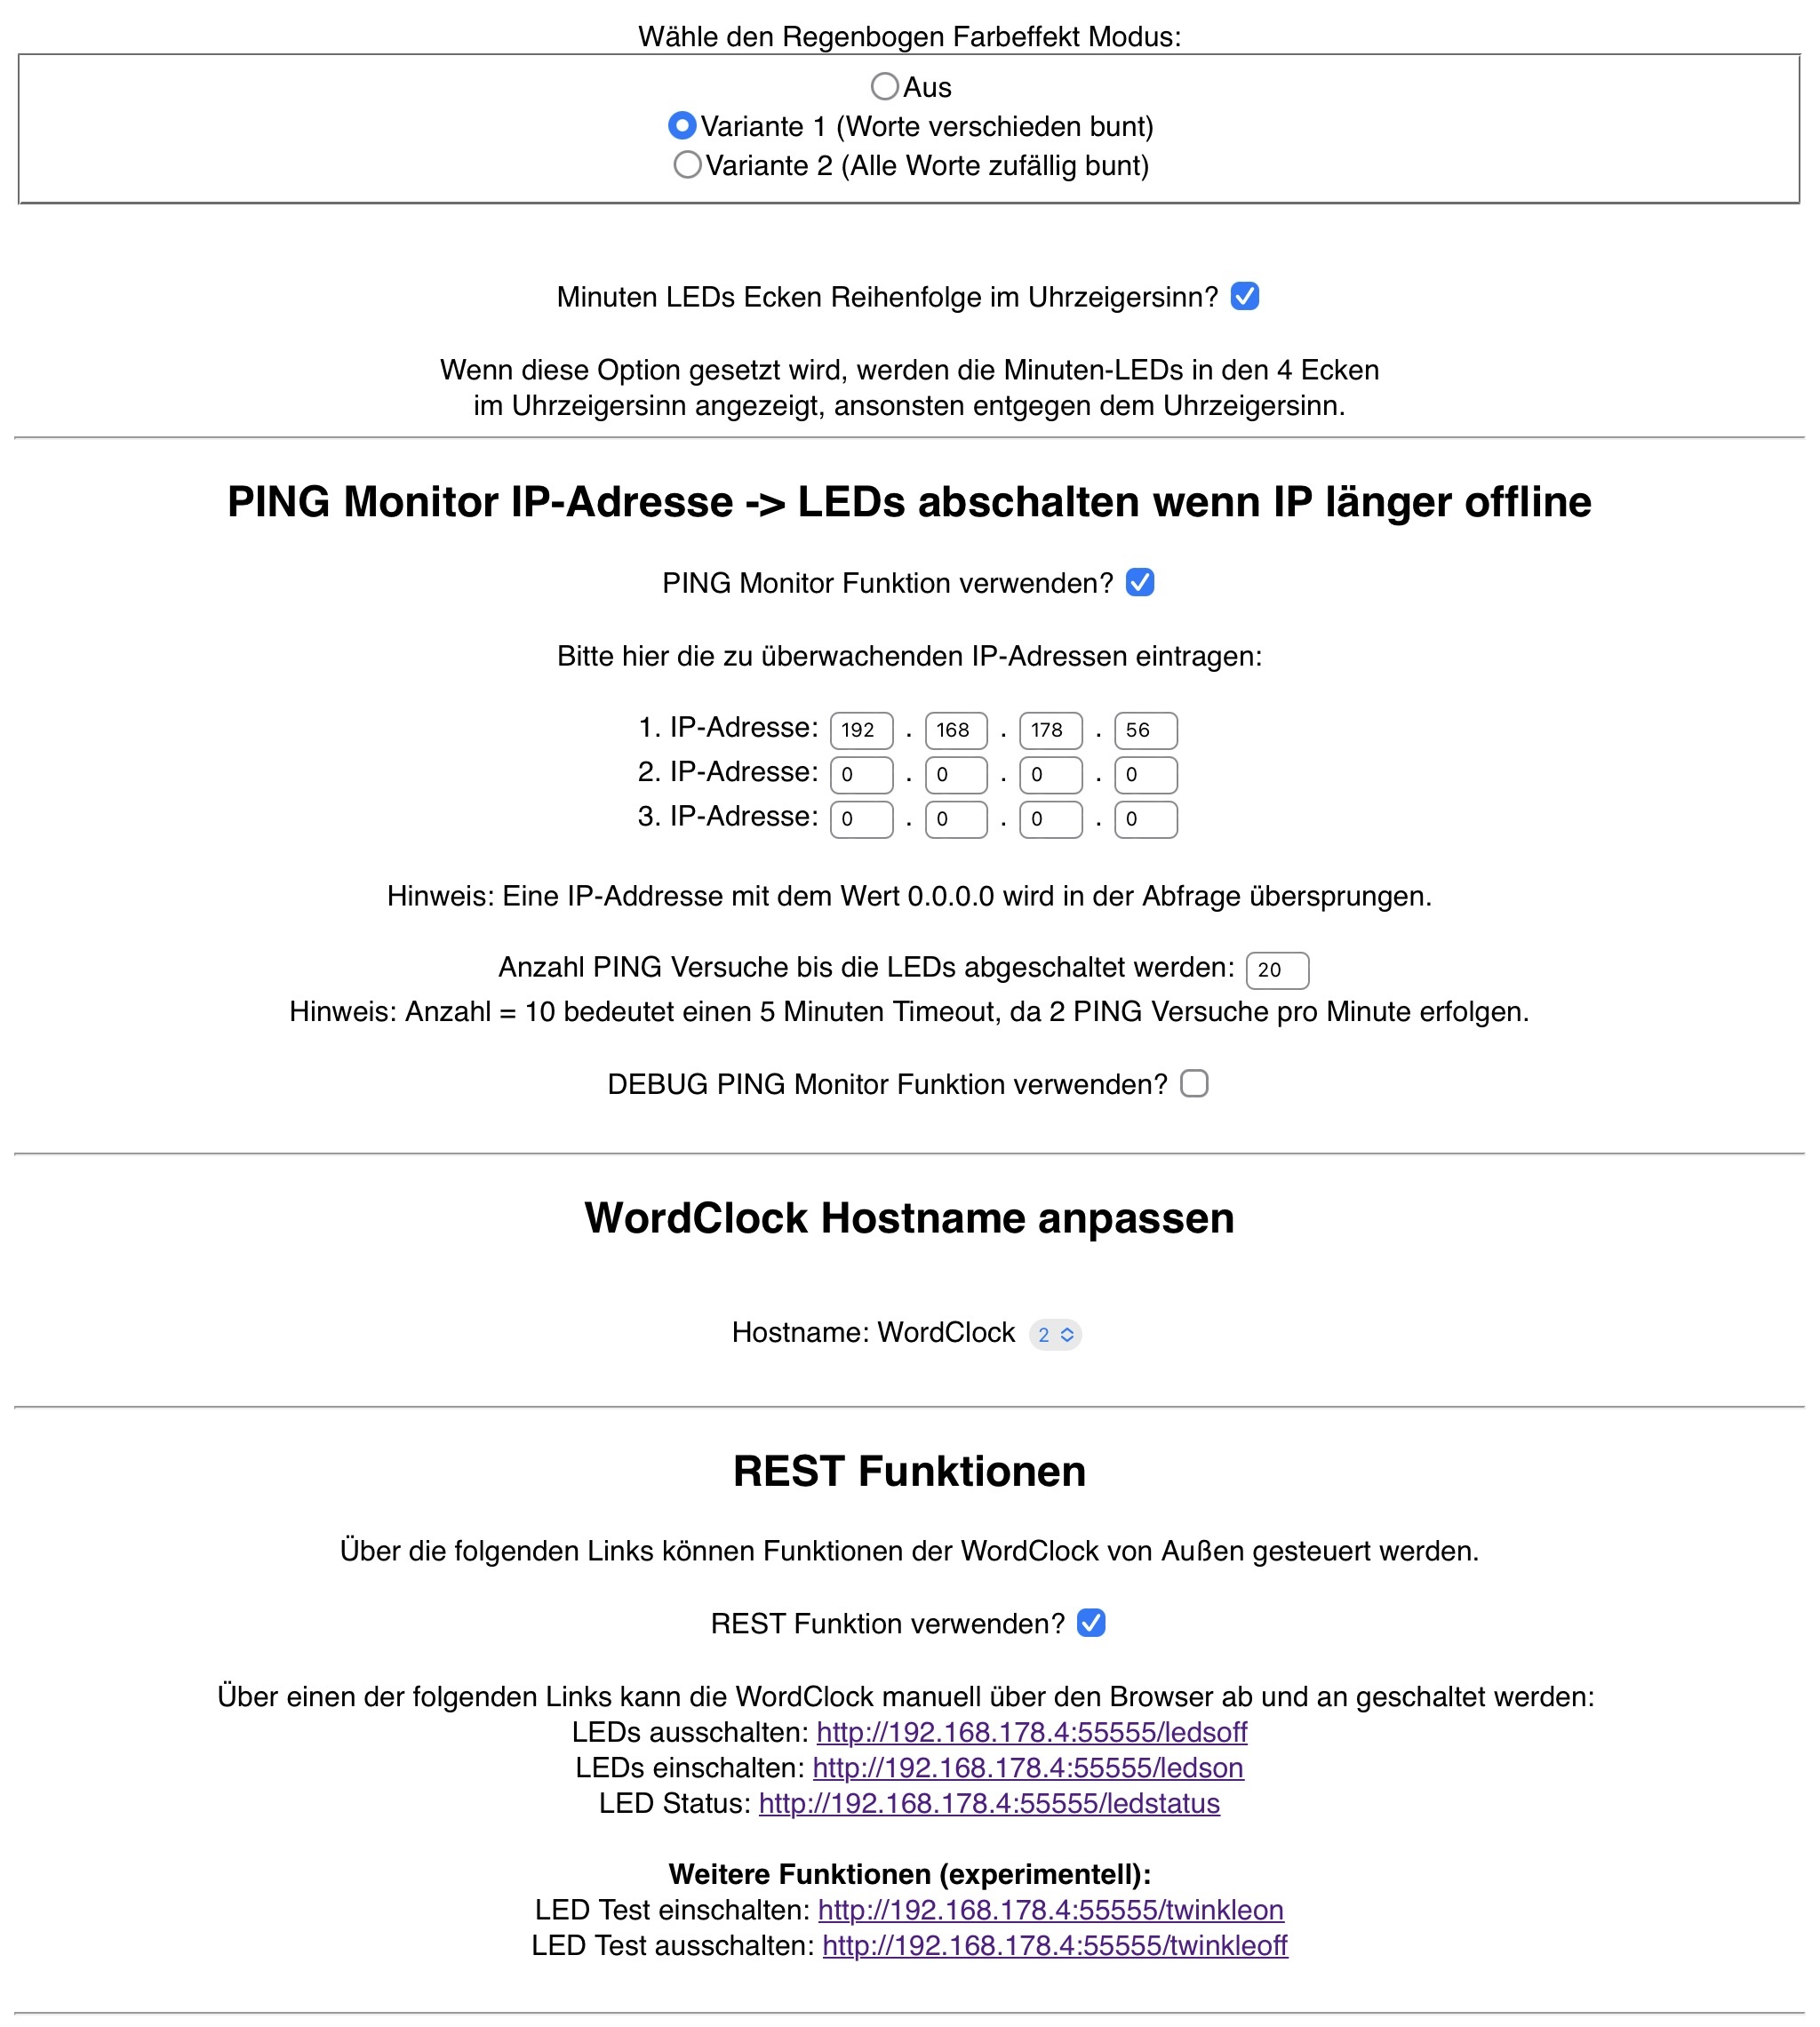 Wähle den Regenbogen Farbeffekt Modus:
Aus
Variante 1 (Worte verschieden bunt)
Variante 2 (Alle Worte zufällig bunt)
Minuten LEDs Ecken Reihenfolge im Uhrzeigersinn?
Wenn diese Option gesetzt wird, werden die Minuten-LEDs in den 4 Ecken
im Uhrzeigersinn angezeigt, ansonsten entgegen dem Uhrzeigersinn.
PING Monitor IP-Adresse -> LEDs abschalten wenn IP länger offline
PING Monitor Funktion verwenden?
Bitte hier die zu überwachenden IP-Adressen eintragen:
1. IP-Adresse: 192 . 168 . 178 . 56
2. IP-Adresse: 0 . 0 . 0 . 0
3. IP-Adresse: 0 . 0 . 0 . 0
Hinweis: Eine IP-Addresse mit dem Wert 0.0.0.0 wird in der Abfrage übersprungen.
Anzahl PING Versuche bis die LEDs abgeschaltet werden: 20
Hinweis: Anzahl = 10 bedeutet einen 5 Minuten Timeout, da 2 PING Versuche pro Minute erfolgen.
DEBUG PING Monitor Funktion verwenden?
WordClock Hostname anpassen
Hostname: WordClock 2
REST Funktionen
Über die folgenden Links können Funktionen der WordClock von Außen gesteuert werden.
REST Funktion verwenden?
Über einen der folgenden Links kann die WordClock manuell über den Browser ab und an geschaltet werden:
LEDs ausschalten: http://192.168.178.4:55555/ledsoff
LEDs einschalten: http://192.168.178.4:55555/ledson
LED Status: http://192.168.178.4:55555/ledstatus
Weitere Funktionen (experimentell):
LED Test einschalten: http://192.168.178.4:55555/twinkleon
LED Test ausschalten: http://192.168.178.4:55555/twinkleoff